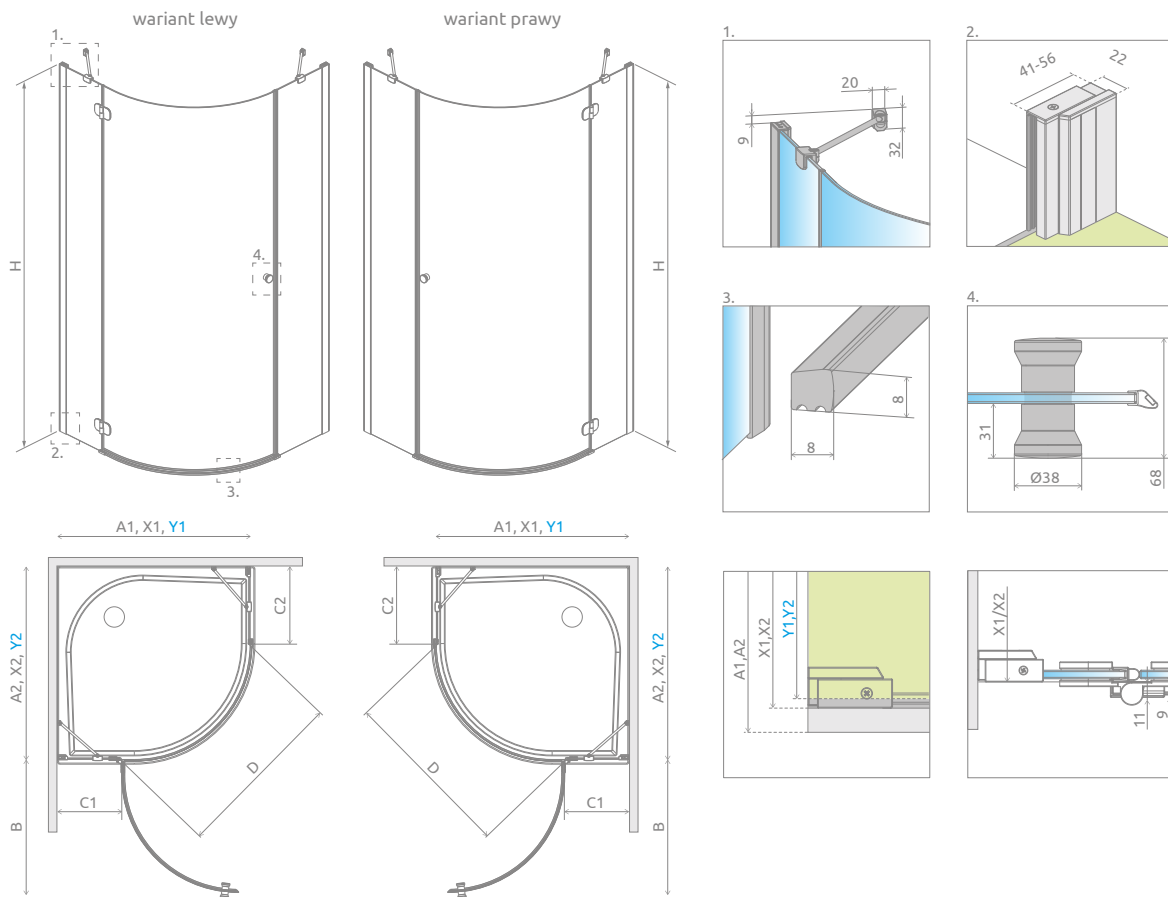 wariant lewy
wariant prawy
1.
H
4.
2.
3.
H
1.
20
9
32
2.
41-56
22
3.
8
8
4.
31
Ø38
68
A1, X1, Y1
C2
A2, X2, Y2
D
C1
B
A1, X1, Y1
C2
A2, X2, Y2
D
C1
B
A1,A2
X1,X2
Y1,Y2
X1/X2
11
9